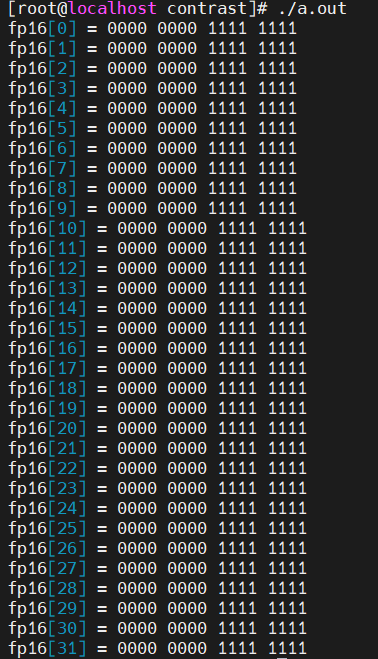 [root@localhost contrast]# ./a.out
fp16[0] = 0000 0000 1111 1111
fp16[1] = 0000 0000 1111 1111
fp16[2] = 0000 0000 1111 1111
fp16[3] = 0000 0000 1111 1111
fp16[4] = 0000 0000 1111 1111
fp16[5] = 0000 0000 1111 1111
fp16[6] = 0000 0000 1111 1111
fp16[7] = 0000 0000 1111 1111
fp16[8] = 0000 0000 1111 1111
fp16[9] = 0000 0000 1111 1111
fp16[10] = 0000 0000 1111 1111
fp16[11] = 0000 0000 1111 1111
fp16[12] = 0000 0000 1111 1111
fp16[13] = 0000 0000 1111 1111
fp16[14] = 0000 0000 1111 1111
fp16[15] = 0000 0000 1111 1111
fp16[16] = 0000 0000 1111 1111
fp16[17] = 0000 0000 1111 1111
fp16[18] = 0000 0000 1111 1111
fp16[19] = 0000 0000 1111 1111
fp16[20] = 0000 0000 1111 1111
fp16[21] = 0000 0000 1111 1111
fp16[22] = 0000 0000 1111 1111
fp16[23] = 0000 0000 1111 1111
fp16[24] = 0000 0000 1111 1111
fp16[25] = 0000 0000 1111 1111
fp16[26] = 0000 0000 1111 1111
fp16[27] = 0000 0000 1111 1111
fp16[28] = 0000 0000 1111 1111
fp16[29] = 0000 0000 1111 1111
fp16[30] = 0000 0000 1111 1111
fp16[31] = 0000 0000 1111 1111